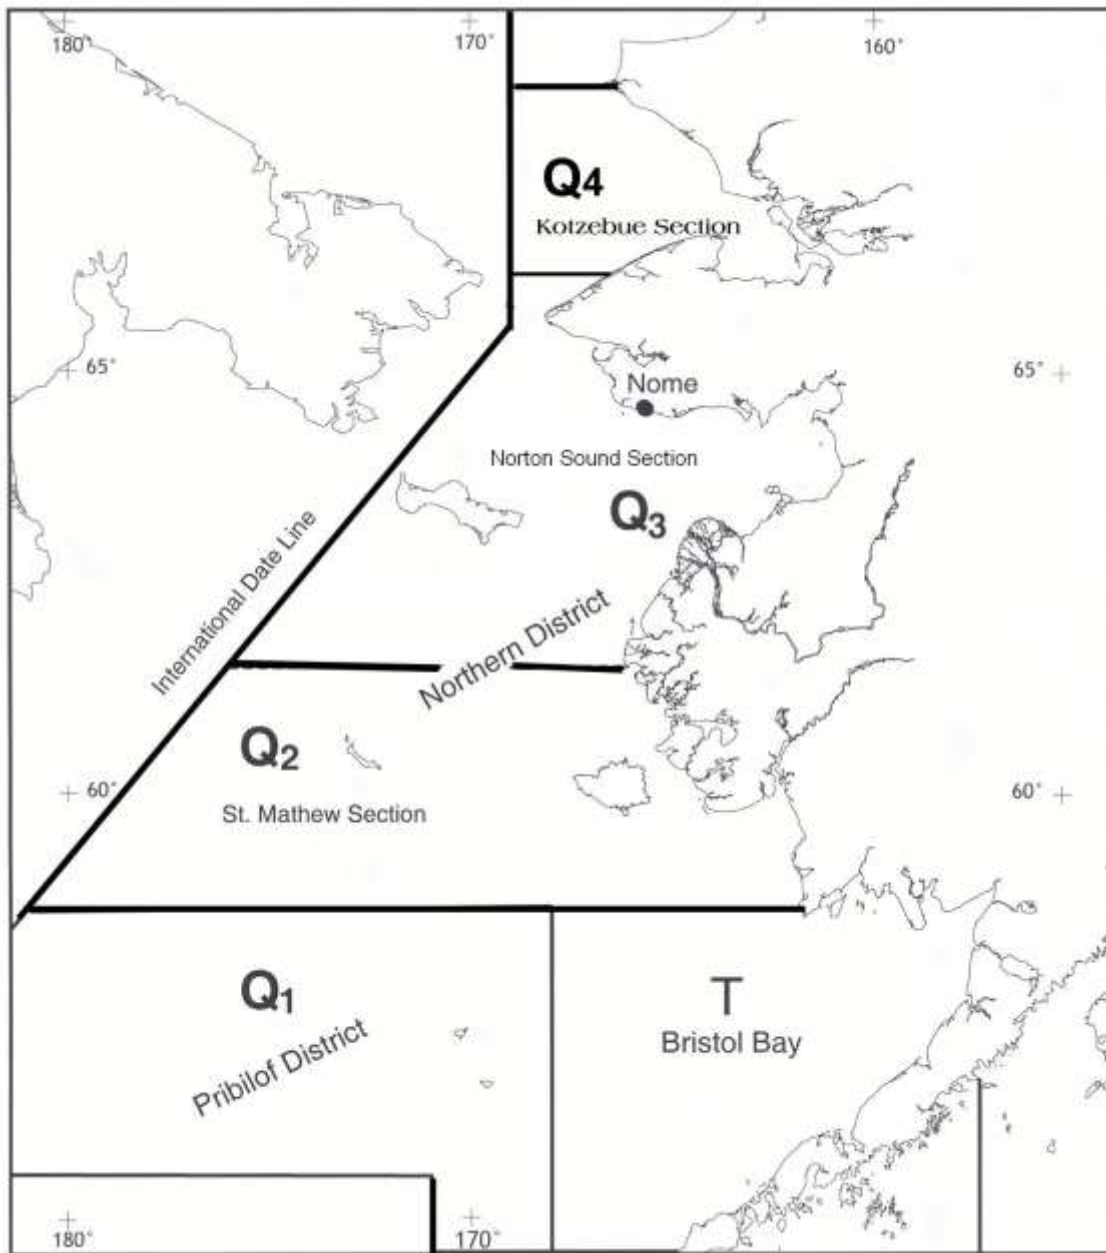 180° 170° 160°
Q4
Kotzebue Section
65° 65°
Nome
Norton Sound Section
Q3
International Date Line
Northern District
Q2
60° 60°
St. Mathew Section
Q1
T
Pribilof District
Bristol Bay
180° 170°